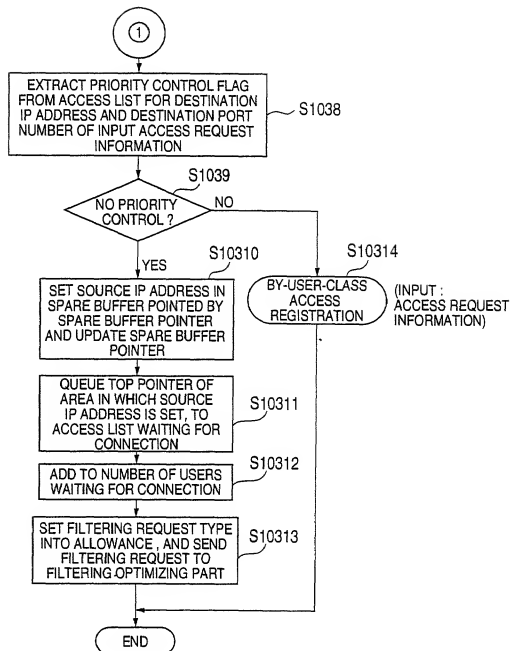 1
EXTRACT PRIORITY CONTROL FLAG
FROM ACCESS LIST FOR DESTINATION
IP ADDRESS AND DESTINATION PORT
NUMBER OF INPUT ACCESS REQUEST
INFORMATION
S1038
S1039
NO PRIORITY
CONTROL ?
NO
YES
S10310
SET SOURCE IP ADDRESS IN
SPARE BUFFER POINTED BY
SPARE BUFFER POINTER
AND UPDATE SPARE BUFFER
POINTER
S10314
BY-USER-CLASS
ACCESS
REGISTRATION
(INPUT :
ACCESS REQUEST
INFORMATION)
QUEUE TOP POINTER OF
AREA IN WHICH SOURCE
IP ADDRESS IS SET, TO
ACCESS LIST WAITING FOR
CONNECTION
S10311
ADD TO NUMBER OF USERS
WAITING FOR CONNECTION
S10312
SET FILTERING REQUEST TYPE
INTO ALLOWANCE , AND SEND
FILTERING REQUEST TO
FILTERING-OPTIMIZING PART
S10313
END